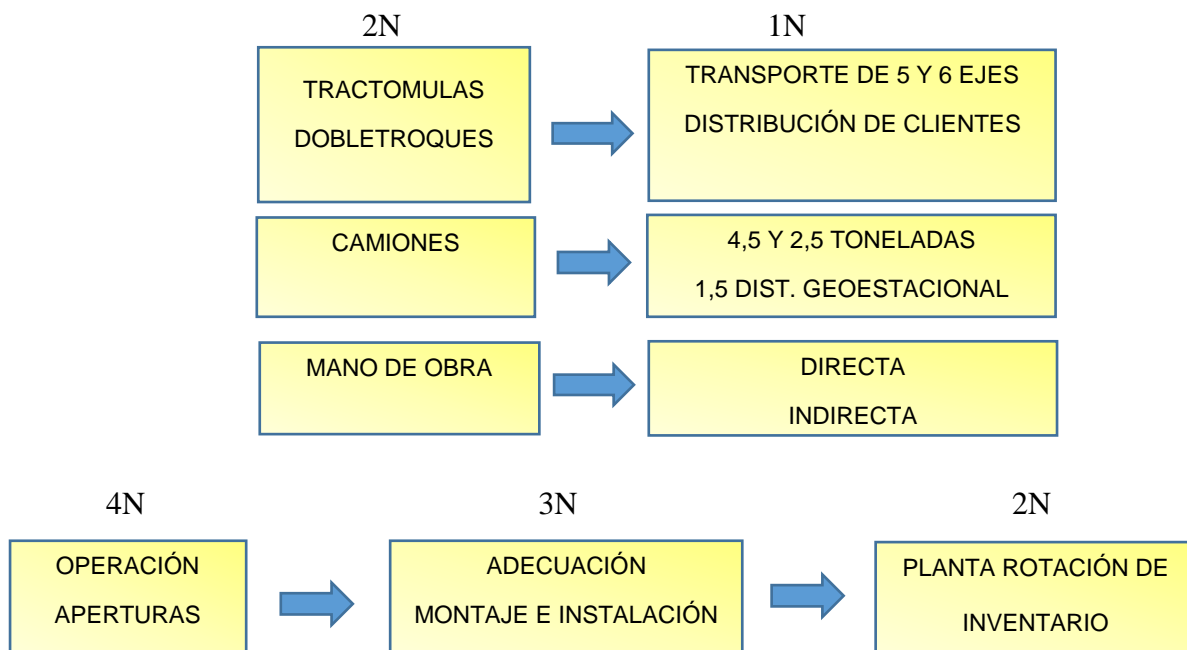 2N 1N
TRACTOMULAS
DOBLETROQUES
TRANSPORTE DE 5 Y 6 EJES
DISTRIBUCIÓN DE CLIENTES
CAMIONES
4,5 Y 2,5 TONELADAS
1,5 DIST. GEOESTACIONAL
MANO DE OBRA
DIRECTA
INDIRECTA
4N 3N 2N
OPERACIÓN
APERTURAS
ADECUACIÓN
MONTAJE E INSTALACIÓN
PLANTA ROTACIÓN DE
INVENTARIO